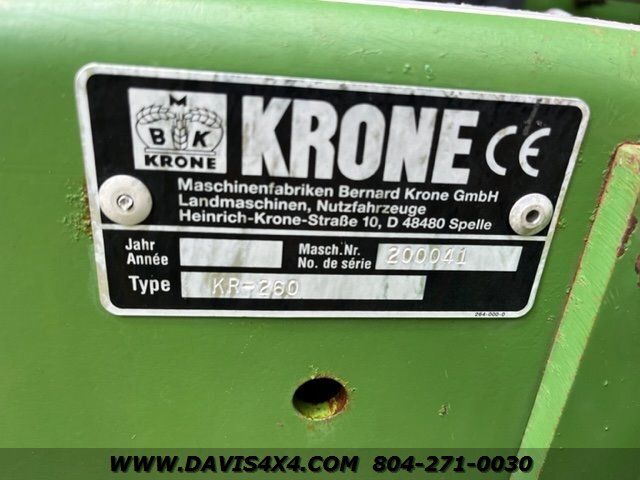 M
B K
KRONE
KRONE CE
Maschinenfabriken Bernard Krone GmbH
Landmaschinen, Nutzfahrzeuge
Heinrich-Krone-Straße 10, D 48480 Spelle
Jahr
Année
Masch.Nr.
No. de série 200041
Type KR-260
264-000-0
WWW.DAVIS4X4.COM 804-271-0030